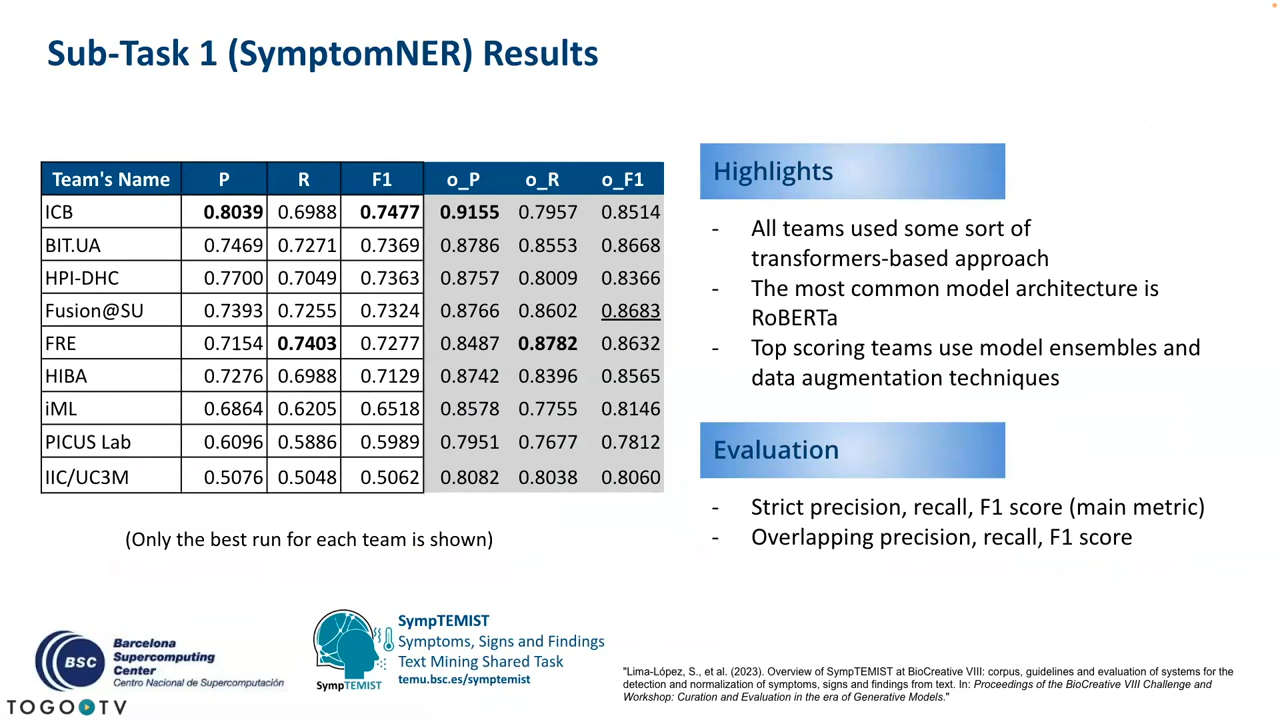 Sub-Task 1 (SymptomNER) Results
Team's Name P R F1 o_P o_R o_F1
ICB 0.8039 0.6988 0.7477 0.9155 0.7957 0.8514
BIT.UA 0.7469 0.7271 0.7369 0.8786 0.8553 0.8668
HPI-DHC 0.7700 0.7049 0.7363 0.8757 0.8009 0.8366
Fusion@SU 0.7393 0.7255 0.7324 0.8766 0.8602 0.8683
FRE 0.7154 0.7403 0.7277 0.8487 0.8782 0.8632
HIBA 0.7276 0.6988 0.7129 0.8742 0.8396 0.8565
iML 0.6864 0.6205 0.6518 0.8578 0.7755 0.8146
PICUS Lab 0.6096 0.5886 0.5989 0.7951 0.7677 0.7812
IIC/UC3M 0.5076 0.5048 0.5062 0.8082 0.8038 0.8060
(Only the best run for each team is shown)
Highlights
- All teams used some sort of
transformers-based approach
- The most common model architecture is
RoBERTa
- Top scoring teams use model ensembles and
data augmentation techniques
Evaluation
- Strict precision, recall, F1 score (main metric)
- Overlapping precision, recall, F1 score
BSC
Barcelona
Supercomputing
Center
Centro Nacional de Supercomputación
SympTEMIST
SympTEMIST
Symptoms, Signs and Findings
Text Mining Shared Task
temu.bsc.es/symptemist
"Lima-López, S., et al. (2023). Overview of SympTEMIST at BioCreative VIII: corpus, guidelines and evaluation of systems for the
detection and normalization of symptoms, signs and findings from text. In: Proceedings of the BioCreative VIII Challenge and
Workshop: Curation and Evaluation in the era of Generative Models."
TOGO TV